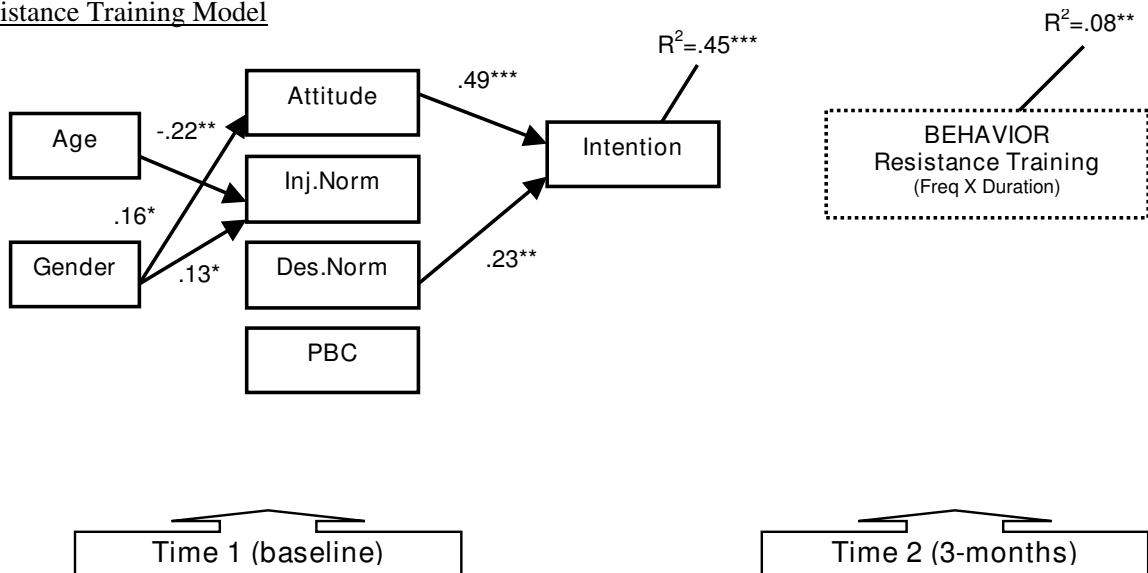 istance Training Model
R²=.45***
R²=.08**
Attitude
.49***
Age
-.22**
Intention
BEHAVIOR
Resistance Training
(Freq X Duration)
Inj.Norm
.16*
Gender
.13*
Des.Norm
.23**
PBC
Time 1 (baseline)
Time 2 (3-months)